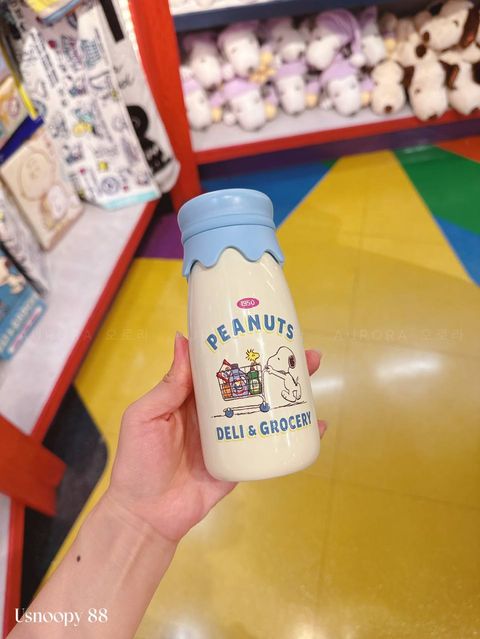 1950
PEANUTS
DELI & GROCERY
AURORA 오로라
AURORA 오로라
Usnoopy 88